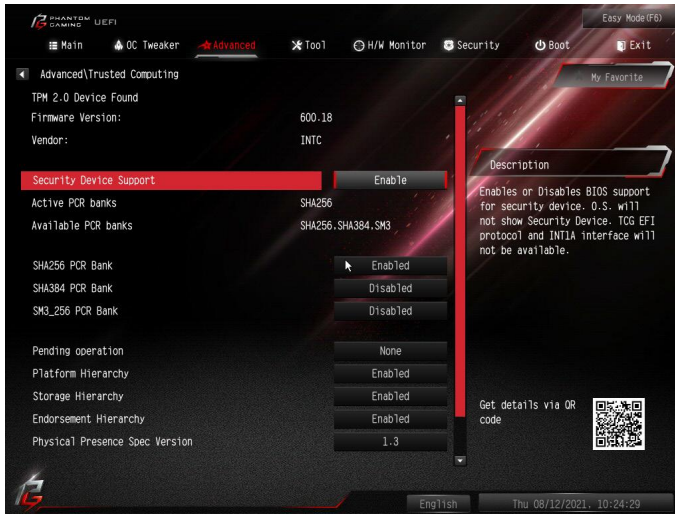 PHANTOM GAMING UEFI
Easy Mode(F6)
Main OC Tweaker Advanced Tool H/W Monitor Security Boot Exit
Advanced\Trusted Computing
My Favorite
TPM 2.0 Device Found
Firmware Version: 600.18
Vendor: INTC
Security Device Support Enable
Active PCR banks SHA256
Available PCR banks SHA256.SHA384.SM3
SHA256 PCR Bank Enabled
SHA384 PCR Bank Disabled
SM3_256 PCR Bank Disabled
Pending operation None
Platform Hierarchy Enabled
Storage Hierarchy Enabled
Endorsement Hierarchy Enabled
Physical Presence Spec Version 1.3
Description
Enables or Disables BIOS support
for security device. O.S. will
not show Security Device. TCG EFI
protocol and INT1A interface will
not be available.
Get details via QR
code
English
Thu 08/12/2021. 10:24:29